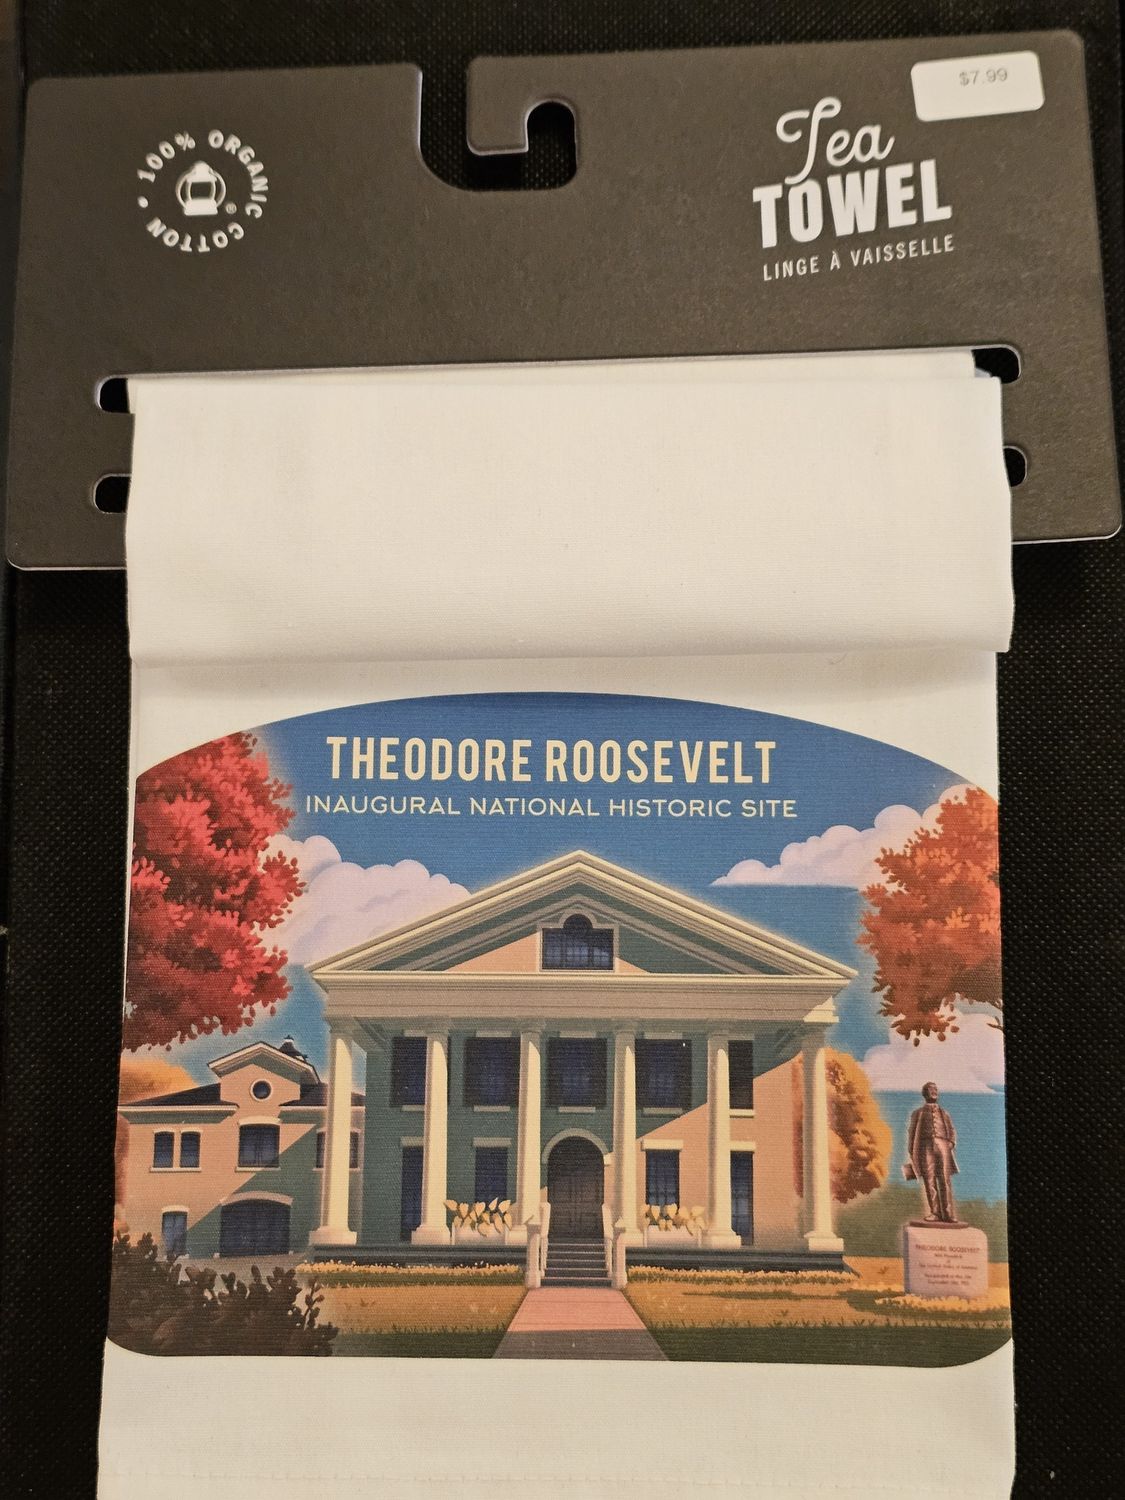 $7.99
100% ORGANIC COTTON
®
Tea
TOWEL
LINGE À VAISSELLE
THEODORE ROOSEVELT
INAUGURAL NATIONAL HISTORIC SITE
THEODORE ROOSEVELT